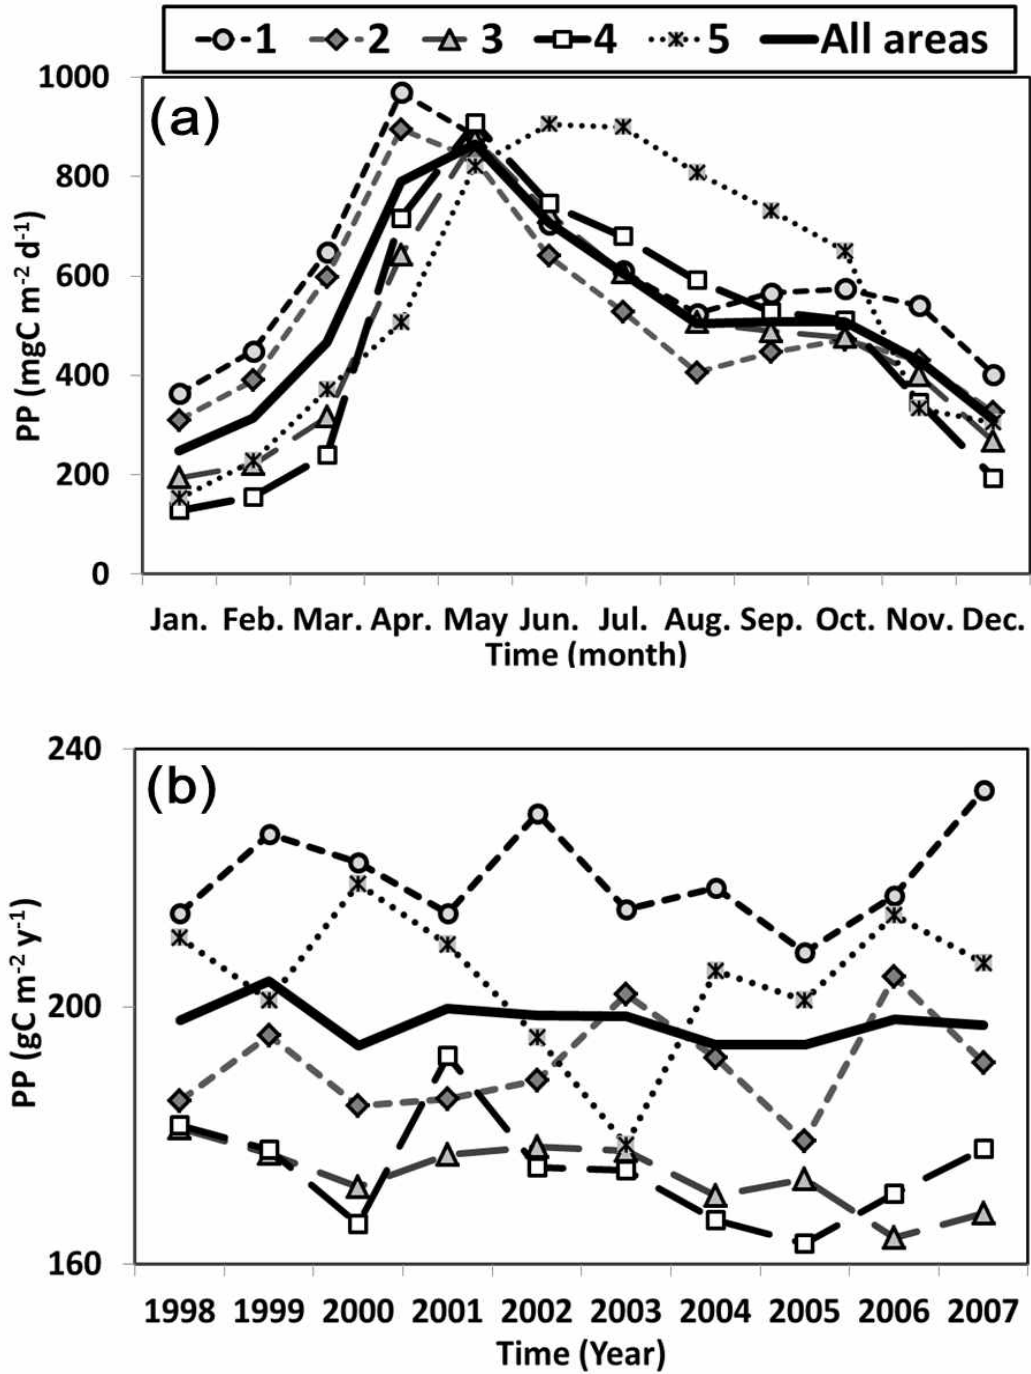 1 2 3 4 5 All areas
(a)
1000
800
600
400
200
0
PP (mgC m⁻² d⁻¹)
Jan. Feb. Mar. Apr. May Jun. Jul. Aug. Sep. Oct. Nov. Dec.
Time (month)
(b)
240
200
160
PP (gC m⁻² y⁻¹)
1998 1999 2000 2001 2002 2003 2004 2005 2006 2007
Time (Year)